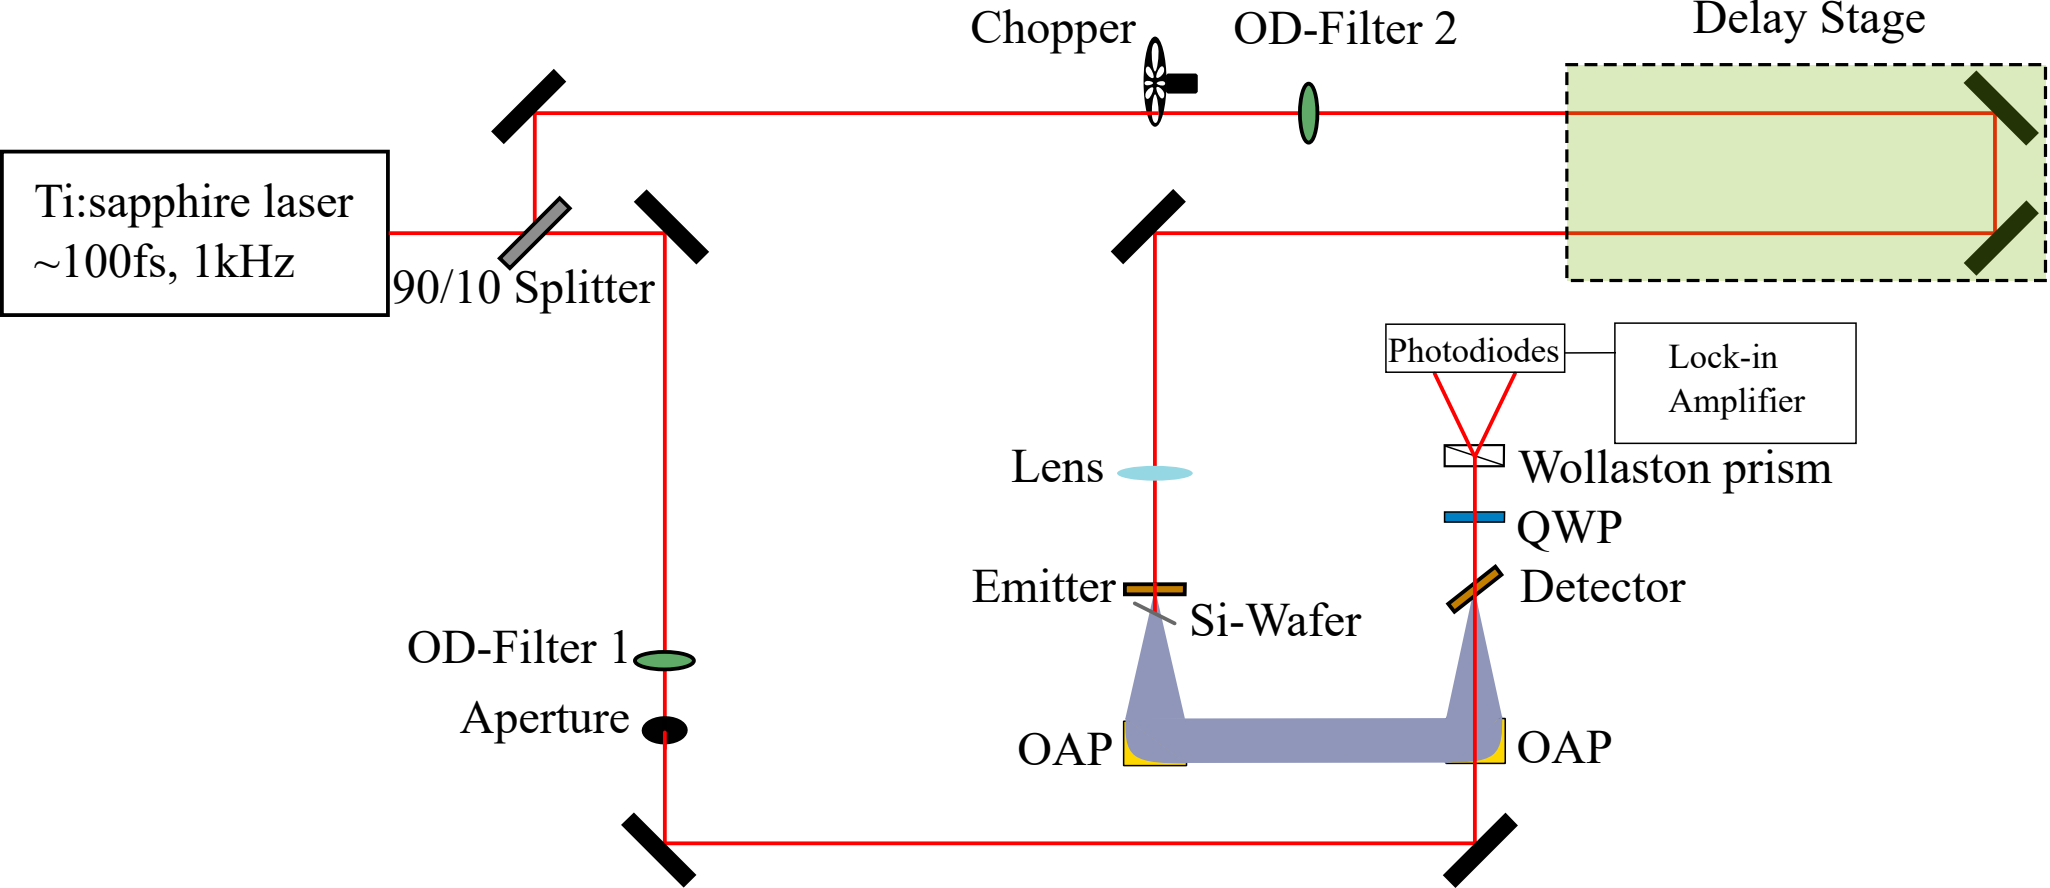 Delay Stage
Chopper
OD-Filter 2
Ti:sapphire laser
~100fs, 1kHz
90/10 Splitter
Photodiodes
Lock-in
Amplifier
Lens
Wollaston prism
QWP
Emitter
Detector
Si-Wafer
OD-Filter 1
Aperture
OAP
OAP